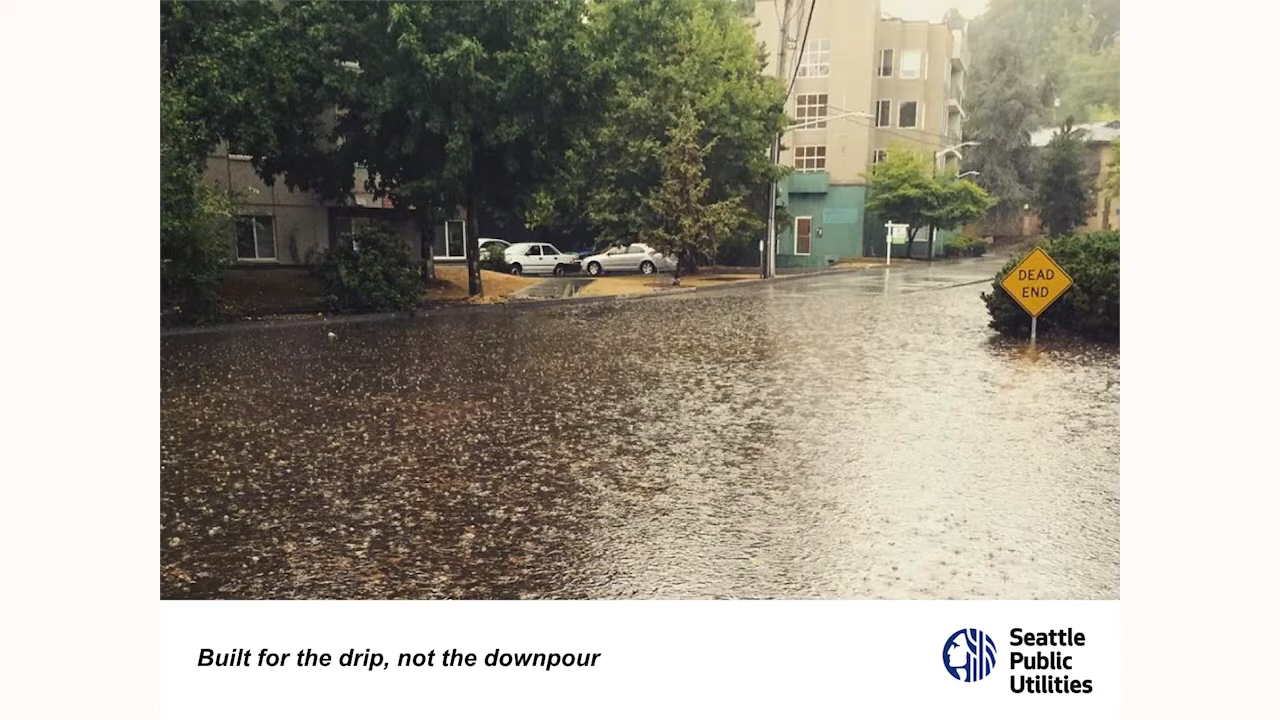 DEAD
END
Built for the drip, not the downpour
Seattle
Public
Utilities